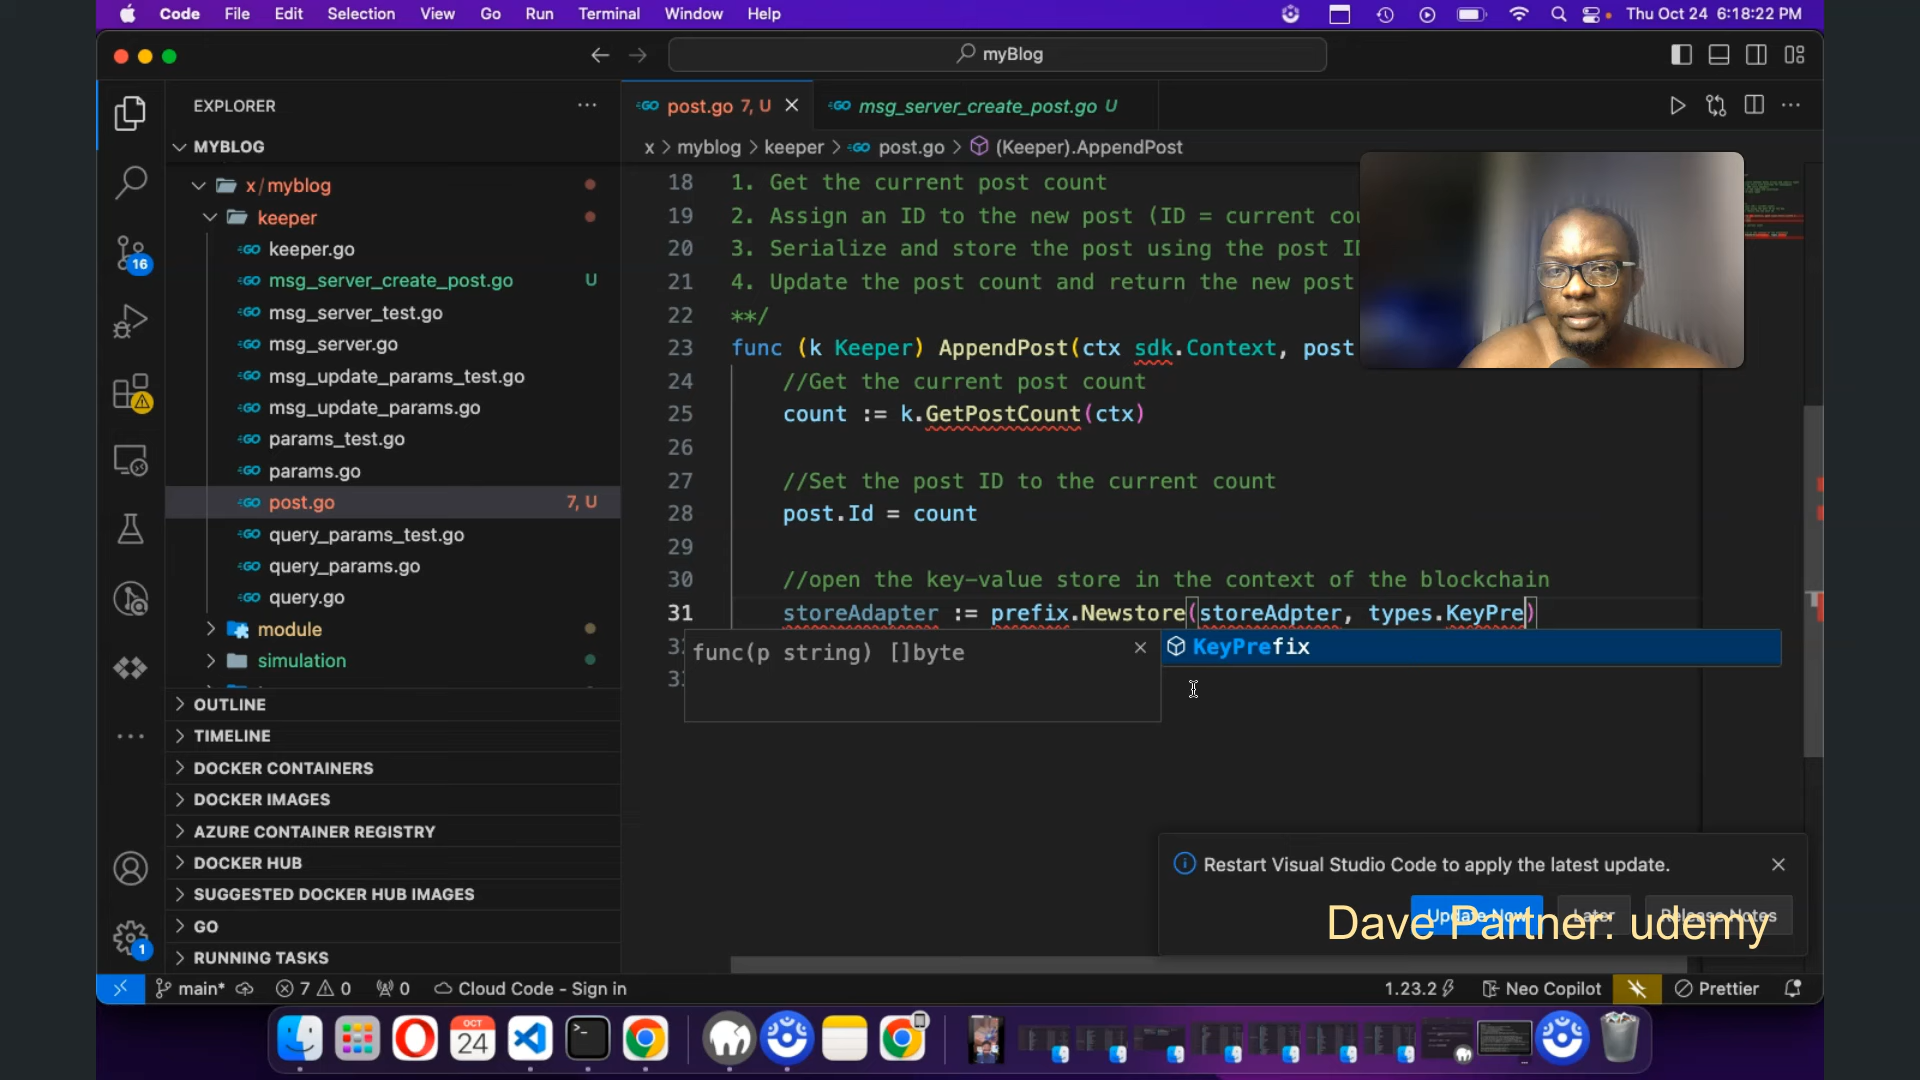 Code File Edit Selection View Go Run Terminal Window Help Thu Oct 24 6:18:22 PM
myBlog
EXPLORER
post.go 7, U
msg_server_create_post.go U
MYBLOG
x > myblog > keeper > post.go > (Keeper).AppendPost
x / myblog
keeper
keeper.go
msg_server_create_post.go U
msg_server_test.go
msg_server.go
msg_update_params_test.go
msg_update_params.go
params_test.go
params.go
post.go 7, U
query_params_test.go
query_params.go
query.go
module
simulation
OUTLINE
TIMELINE
DOCKER CONTAINERS
DOCKER IMAGES
AZURE CONTAINER REGISTRY
DOCKER HUB
SUGGESTED DOCKER HUB IMAGES
GO
RUNNING TASKS
16
1
18 1. Get the current post count
19 2. Assign an ID to the new post (ID = current
20 3. Serialize and store the post using the post
21 4. Update the post count and return the new post
22 **/
23 func (k Keeper) AppendPost(ctx sdk.Context, post
24 //Get the current post count
25 count := k.GetPostCount(ctx)
26
27 //Set the post ID to the current count
28 post.Id = count
29
30 //open the key-value store in the context of the blockchain
31 storeAdapter := prefix.Newstore(storeAdpter, types.KeyPre)
func(p string) []byte
KeyPrefix
Restart Visual Studio Code to apply the latest update.
Update Now Later Release Notes
Dave Partner: udemy
main* 7 0 0 Cloud Code - Sign in 1.23.2 Neo Copilot Prettier
OCT
24